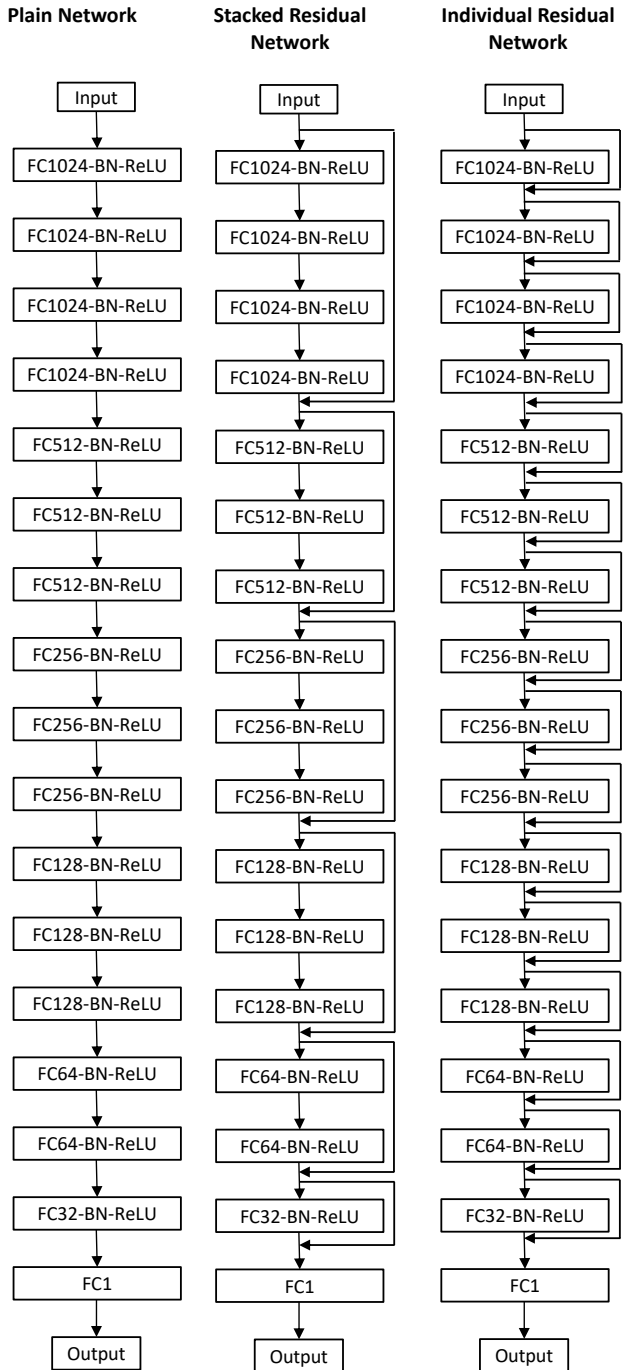 Plain Network
Input
FC1024-BN-ReLU
FC1024-BN-ReLU
FC1024-BN-ReLU
FC1024-BN-ReLU
FC512-BN-ReLU
FC512-BN-ReLU
FC512-BN-ReLU
FC256-BN-ReLU
FC256-BN-ReLU
FC256-BN-ReLU
FC128-BN-ReLU
FC128-BN-ReLU
FC128-BN-ReLU
FC64-BN-ReLU
FC64-BN-ReLU
FC32-BN-ReLU
FC1
Output
Stacked Residual
Network
Input
FC1024-BN-ReLU
FC1024-BN-ReLU
FC1024-BN-ReLU
FC1024-BN-ReLU
FC512-BN-ReLU
FC512-BN-ReLU
FC512-BN-ReLU
FC256-BN-ReLU
FC256-BN-ReLU
FC256-BN-ReLU
FC128-BN-ReLU
FC128-BN-ReLU
FC128-BN-ReLU
FC64-BN-ReLU
FC64-BN-ReLU
FC32-BN-ReLU
FC1
Output
Individual Residual
Network
Input
FC1024-BN-ReLU
FC1024-BN-ReLU
FC1024-BN-ReLU
FC1024-BN-ReLU
FC512-BN-ReLU
FC512-BN-ReLU
FC512-BN-ReLU
FC256-BN-ReLU
FC256-BN-ReLU
FC256-BN-ReLU
FC128-BN-ReLU
FC128-BN-ReLU
FC128-BN-ReLU
FC64-BN-ReLU
FC64-BN-ReLU
FC32-BN-ReLU
FC1
Output